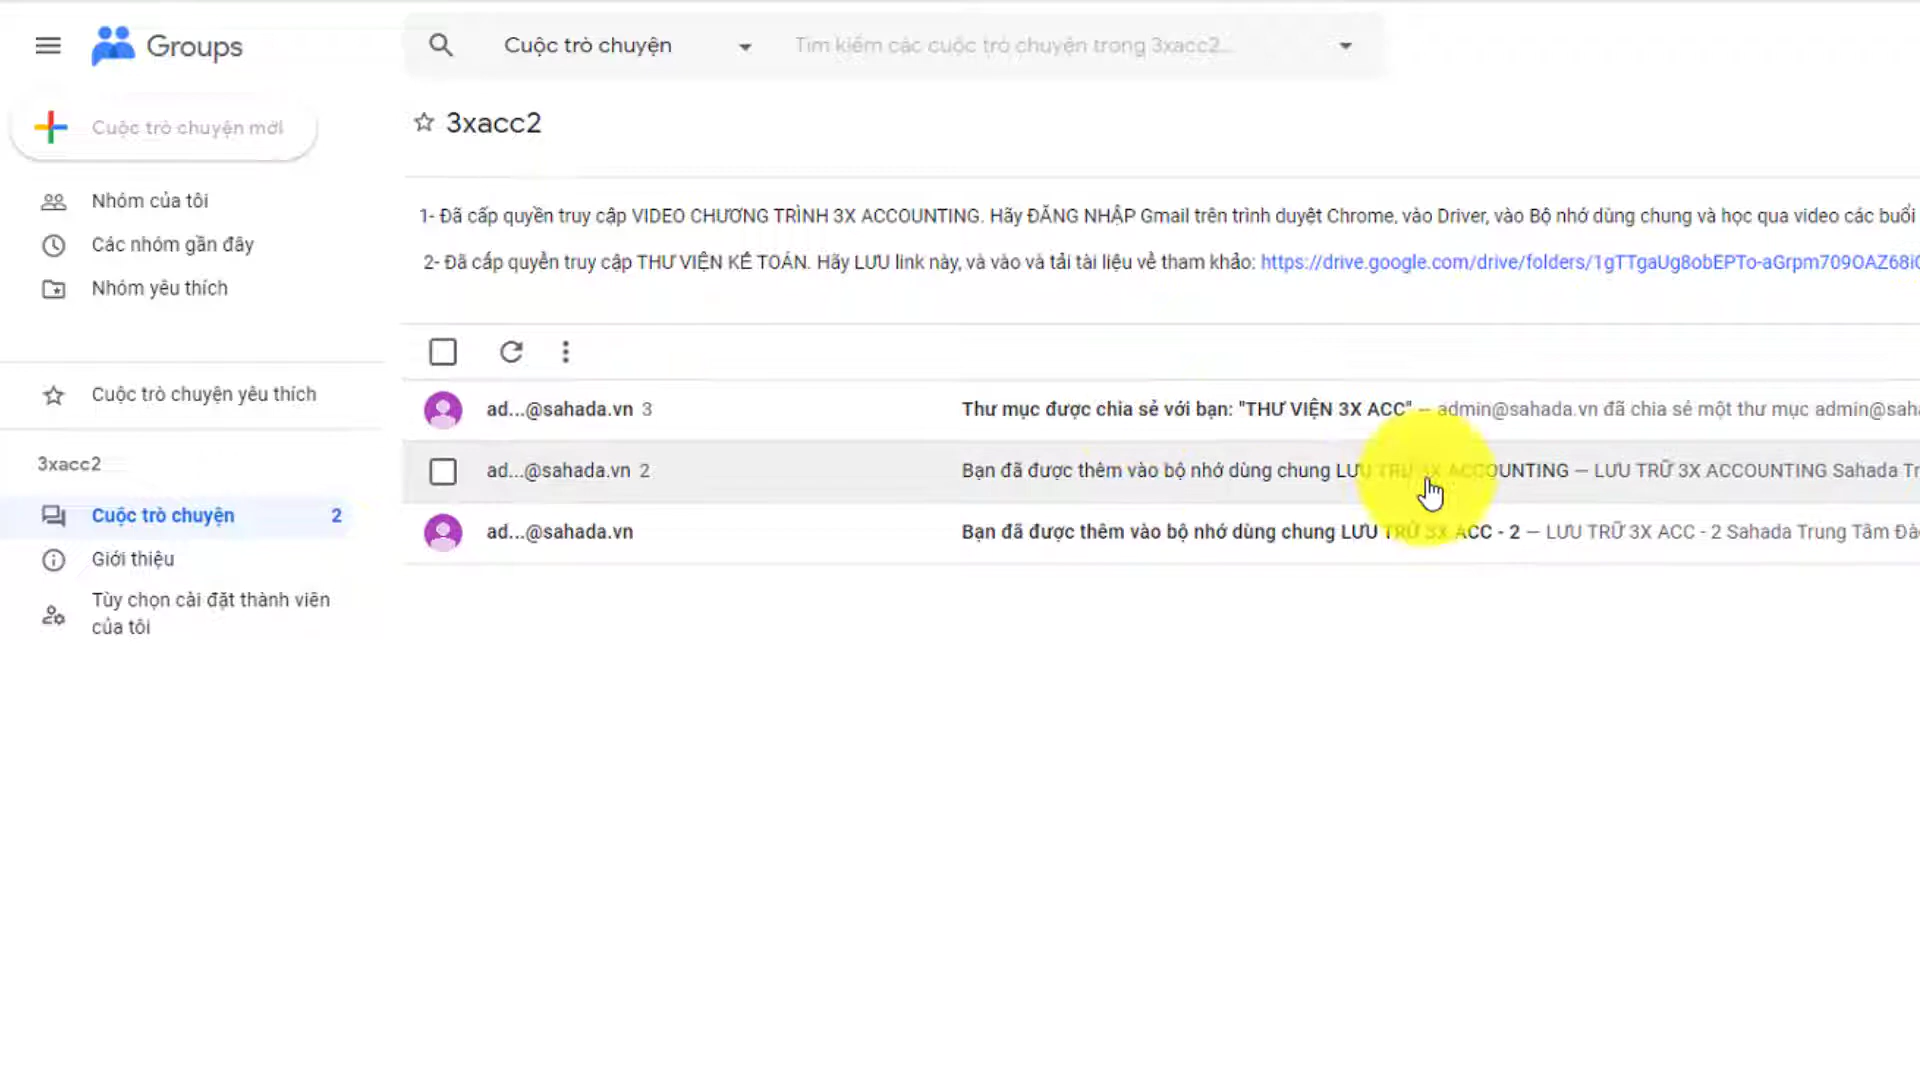 Groups
Cuộc trò chuyện
Tìm kiếm các cuộc trò chuyện trong 3xacc2...
Cuộc trò chuyện mới
3xacc2
Nhóm của tôi
Các nhóm gần đây
Nhóm yêu thích
1- Đã cấp quyền truy cập VIDEO CHƯƠNG TRÌNH 3X ACCOUNTING. Hãy ĐĂNG NHẬP Gmail trên trình duyệt Chrome, vào Driver, vào Bộ nhớ dùng chung và học qua video các buổi
2- Đã cấp quyền truy cập THƯ VIỆN KẾ TOÁN. Hãy LƯU link này, và vào và tải tài liệu về tham khảo: https://drive.google.com/drive/folders/1gTTgaUg8obEPTo-aGrpm709OAZ68i
Cuộc trò chuyện yêu thích
3xacc2
Cuộc trò chuyện 2
Giới thiệu
Tùy chọn cài đặt thành viên
của tôi
ad...@sahada.vn 3 Thư mục được chia sẻ với bạn: "THƯ VIỆN 3X ACC" – admin@sahada.vn đã chia sẻ một thư mục admin@saha
ad...@sahada.vn 2 Bạn đã được thêm vào bộ nhớ dùng chung LƯU TRỮ 3X ACCOUNTING – LƯU TRỮ 3X ACCOUNTING Sahada Tr
ad...@sahada.vn Bạn đã được thêm vào bộ nhớ dùng chung LƯU TRỮ 3X ACC - 2 – LƯU TRỮ 3X ACC - 2 Sahada Trung Tâm Đà